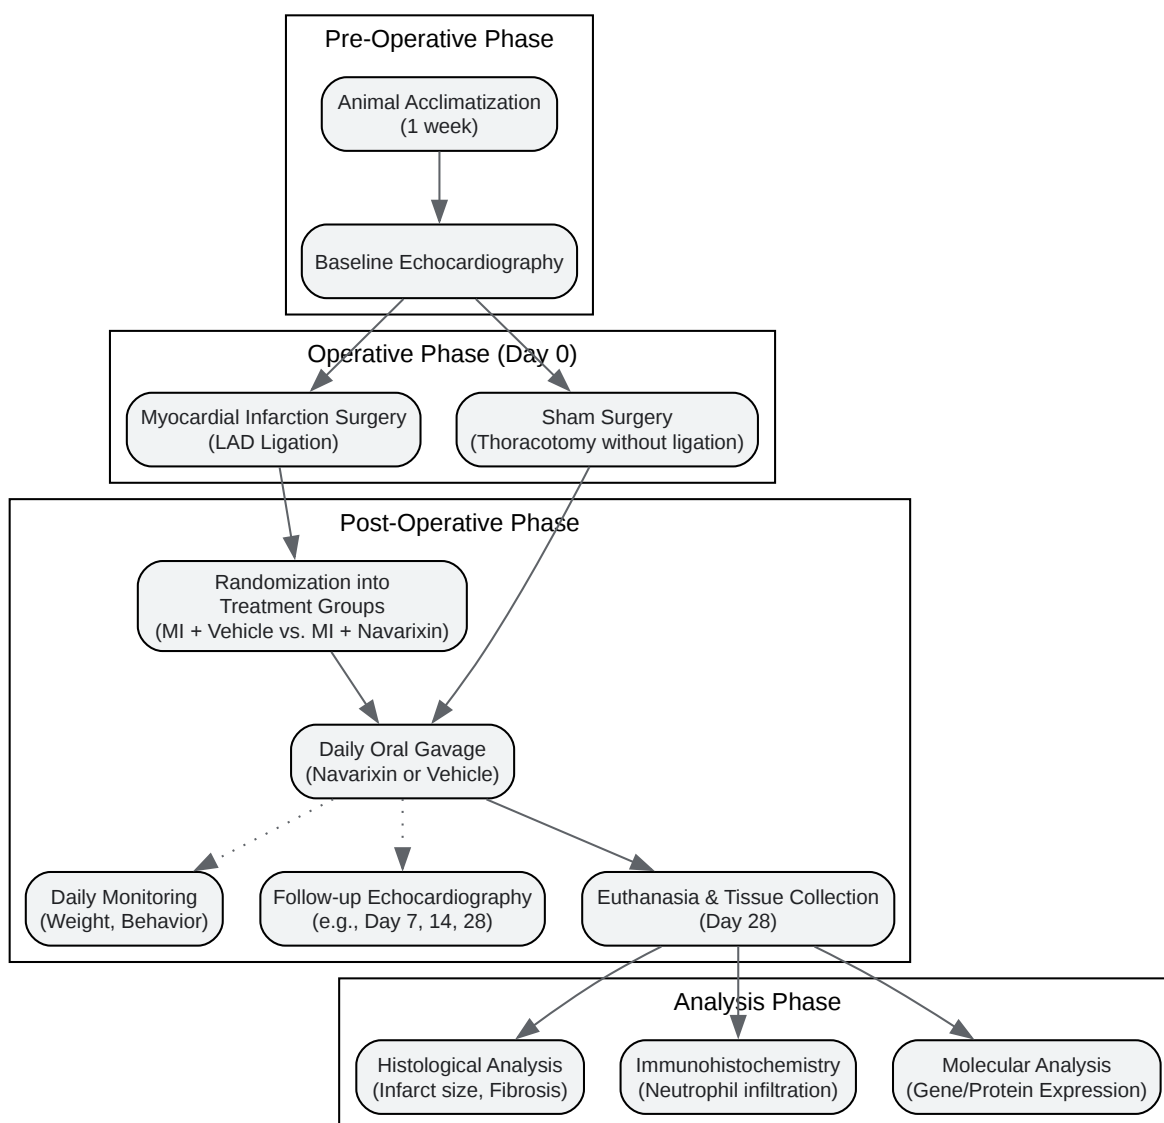 Pre-Operative Phase
Animal Acclimatization
(1 week)
Baseline Echocardiography
Operative Phase (Day 0)
Myocardial Infarction Surgery
(LAD Ligation)
Sham Surgery
(Thoracotomy without ligation)
Post-Operative Phase
Randomization into
Treatment Groups
(MI + Vehicle vs. MI + Navarixin)
Daily Oral Gavage
(Navarixin or Vehicle)
Daily Monitoring
(Weight, Behavior)
Follow-up Echocardiography
(e.g., Day 7, 14, 28)
Euthanasia & Tissue Collection
(Day 28)
Analysis Phase
Histological Analysis
(Infarct size, Fibrosis)
Immunohistochemistry
(Neutrophil infiltration)
Molecular Analysis
(Gene/Protein Expression)